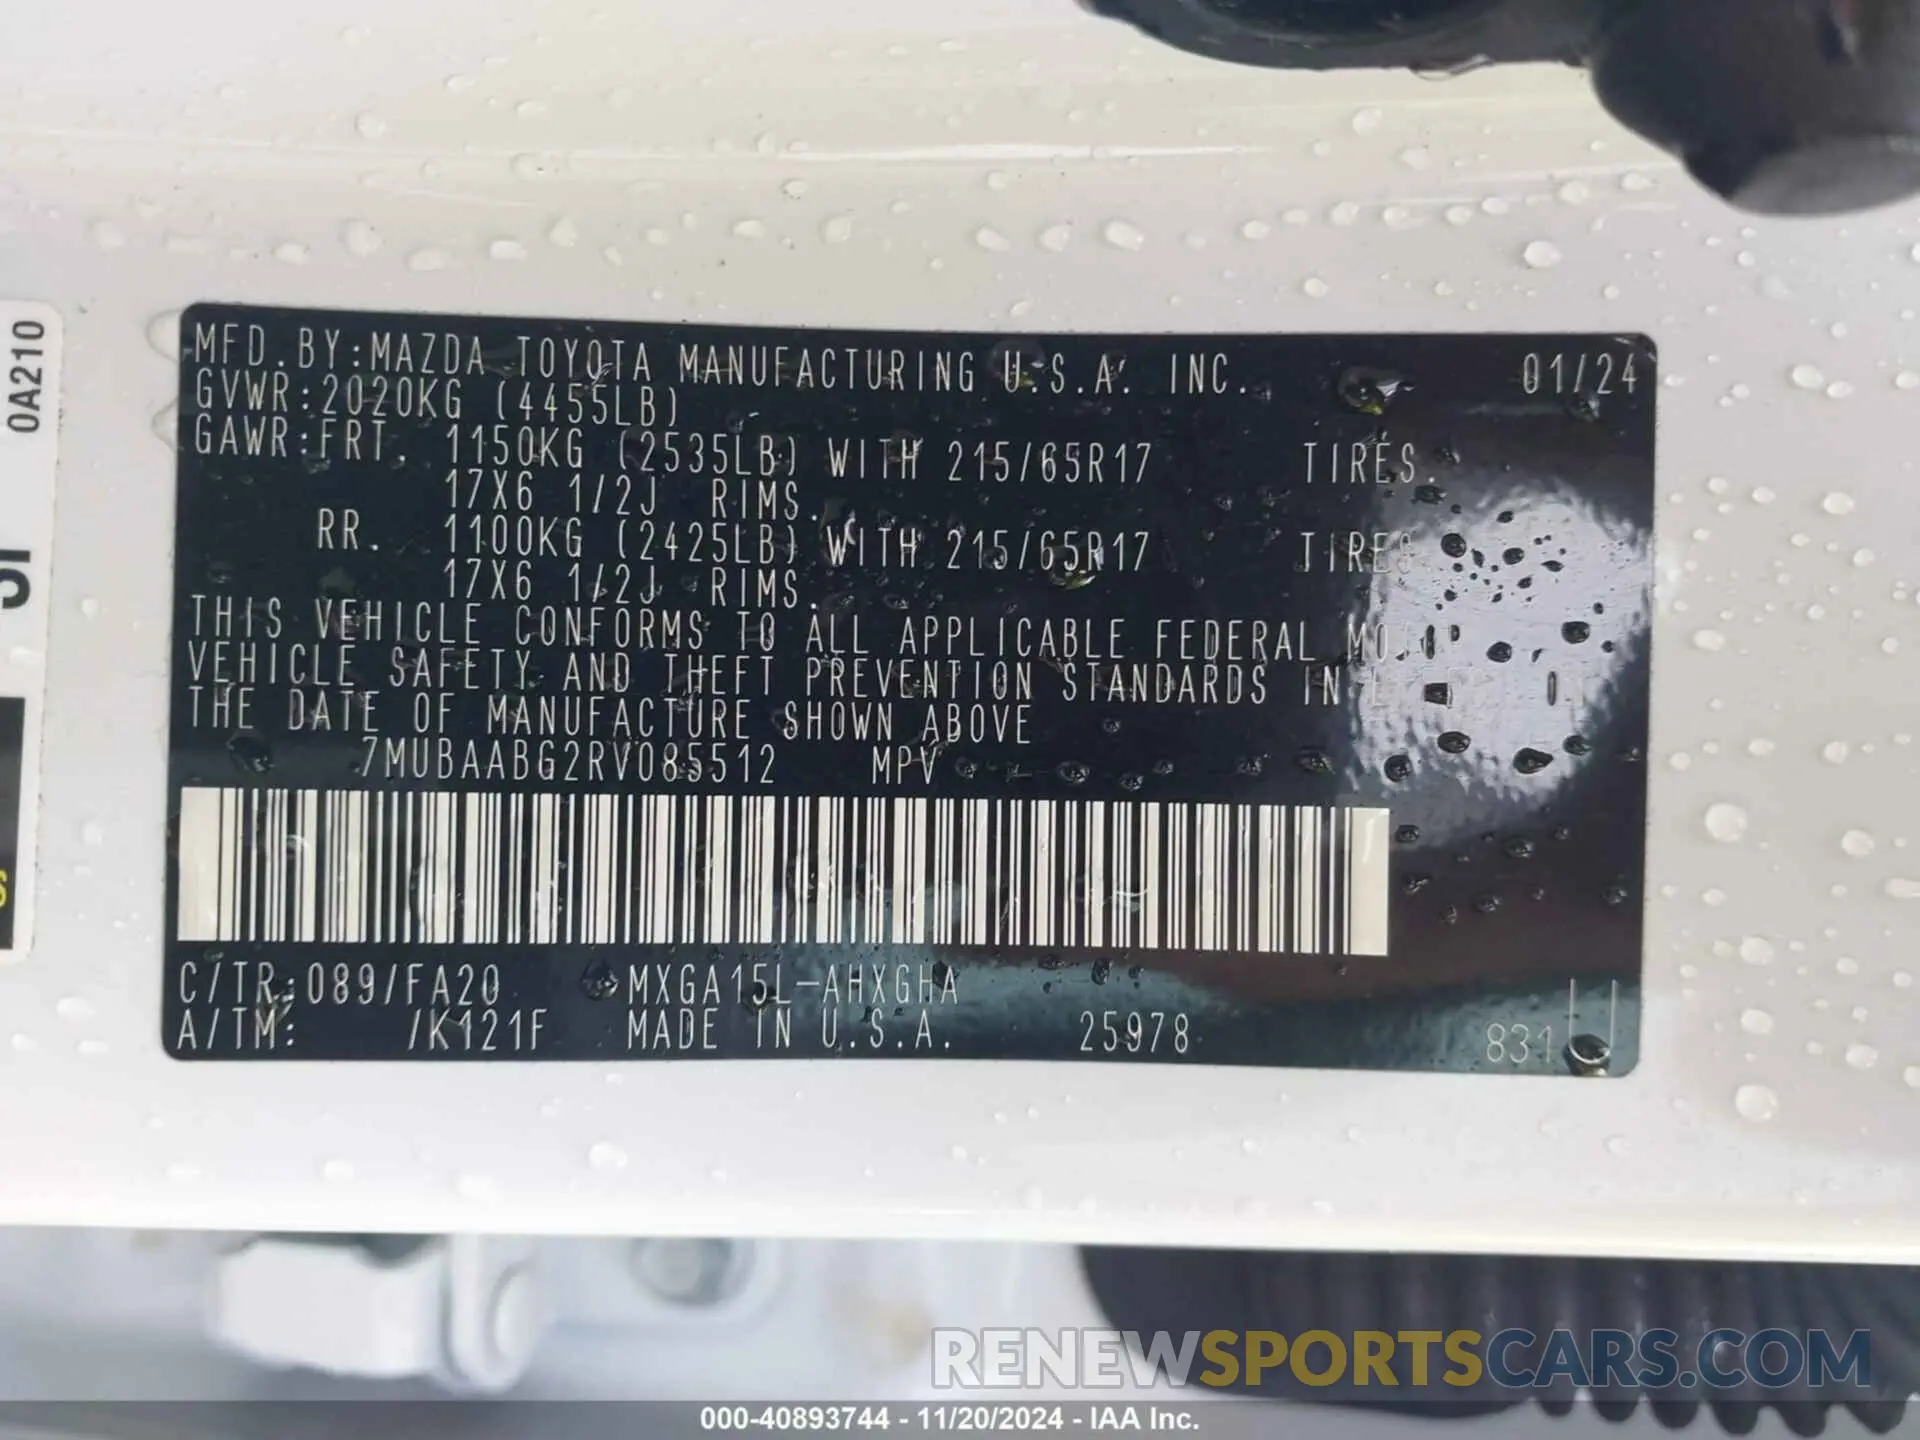 MFD.BY:MAZDA TOYOTA MANUFACTURING U.S.A. INC. 01/24
GVWR:2020KG (4455LB)
GAWR:FRT. 1150KG (2535LB) WITH 215/65R17 TIRES.
17X6 1/2J RIMS.
RR. 1100KG (2425LB) WITH 215/65R17 TIRES
17X6 1/2J RIMS.
THIS VEHICLE CONFORMS TO ALL APPLICABLE FEDERAL MOTOR
VEHICLE SAFETY AND THEFT PREVENTION STANDARDS IN
THE DATE OF MANUFACTURE SHOWN ABOVE
7MUBAABG2RV085512 MPV
C/TR:089/FA20 MXGA15L-AHXGHA
A/TM: /K121F MADE IN U.S.A. 25978 831
0A210
RENEWSPORTSCARS.COM
000-40893744 - 11/20/2024 - IAA Inc.